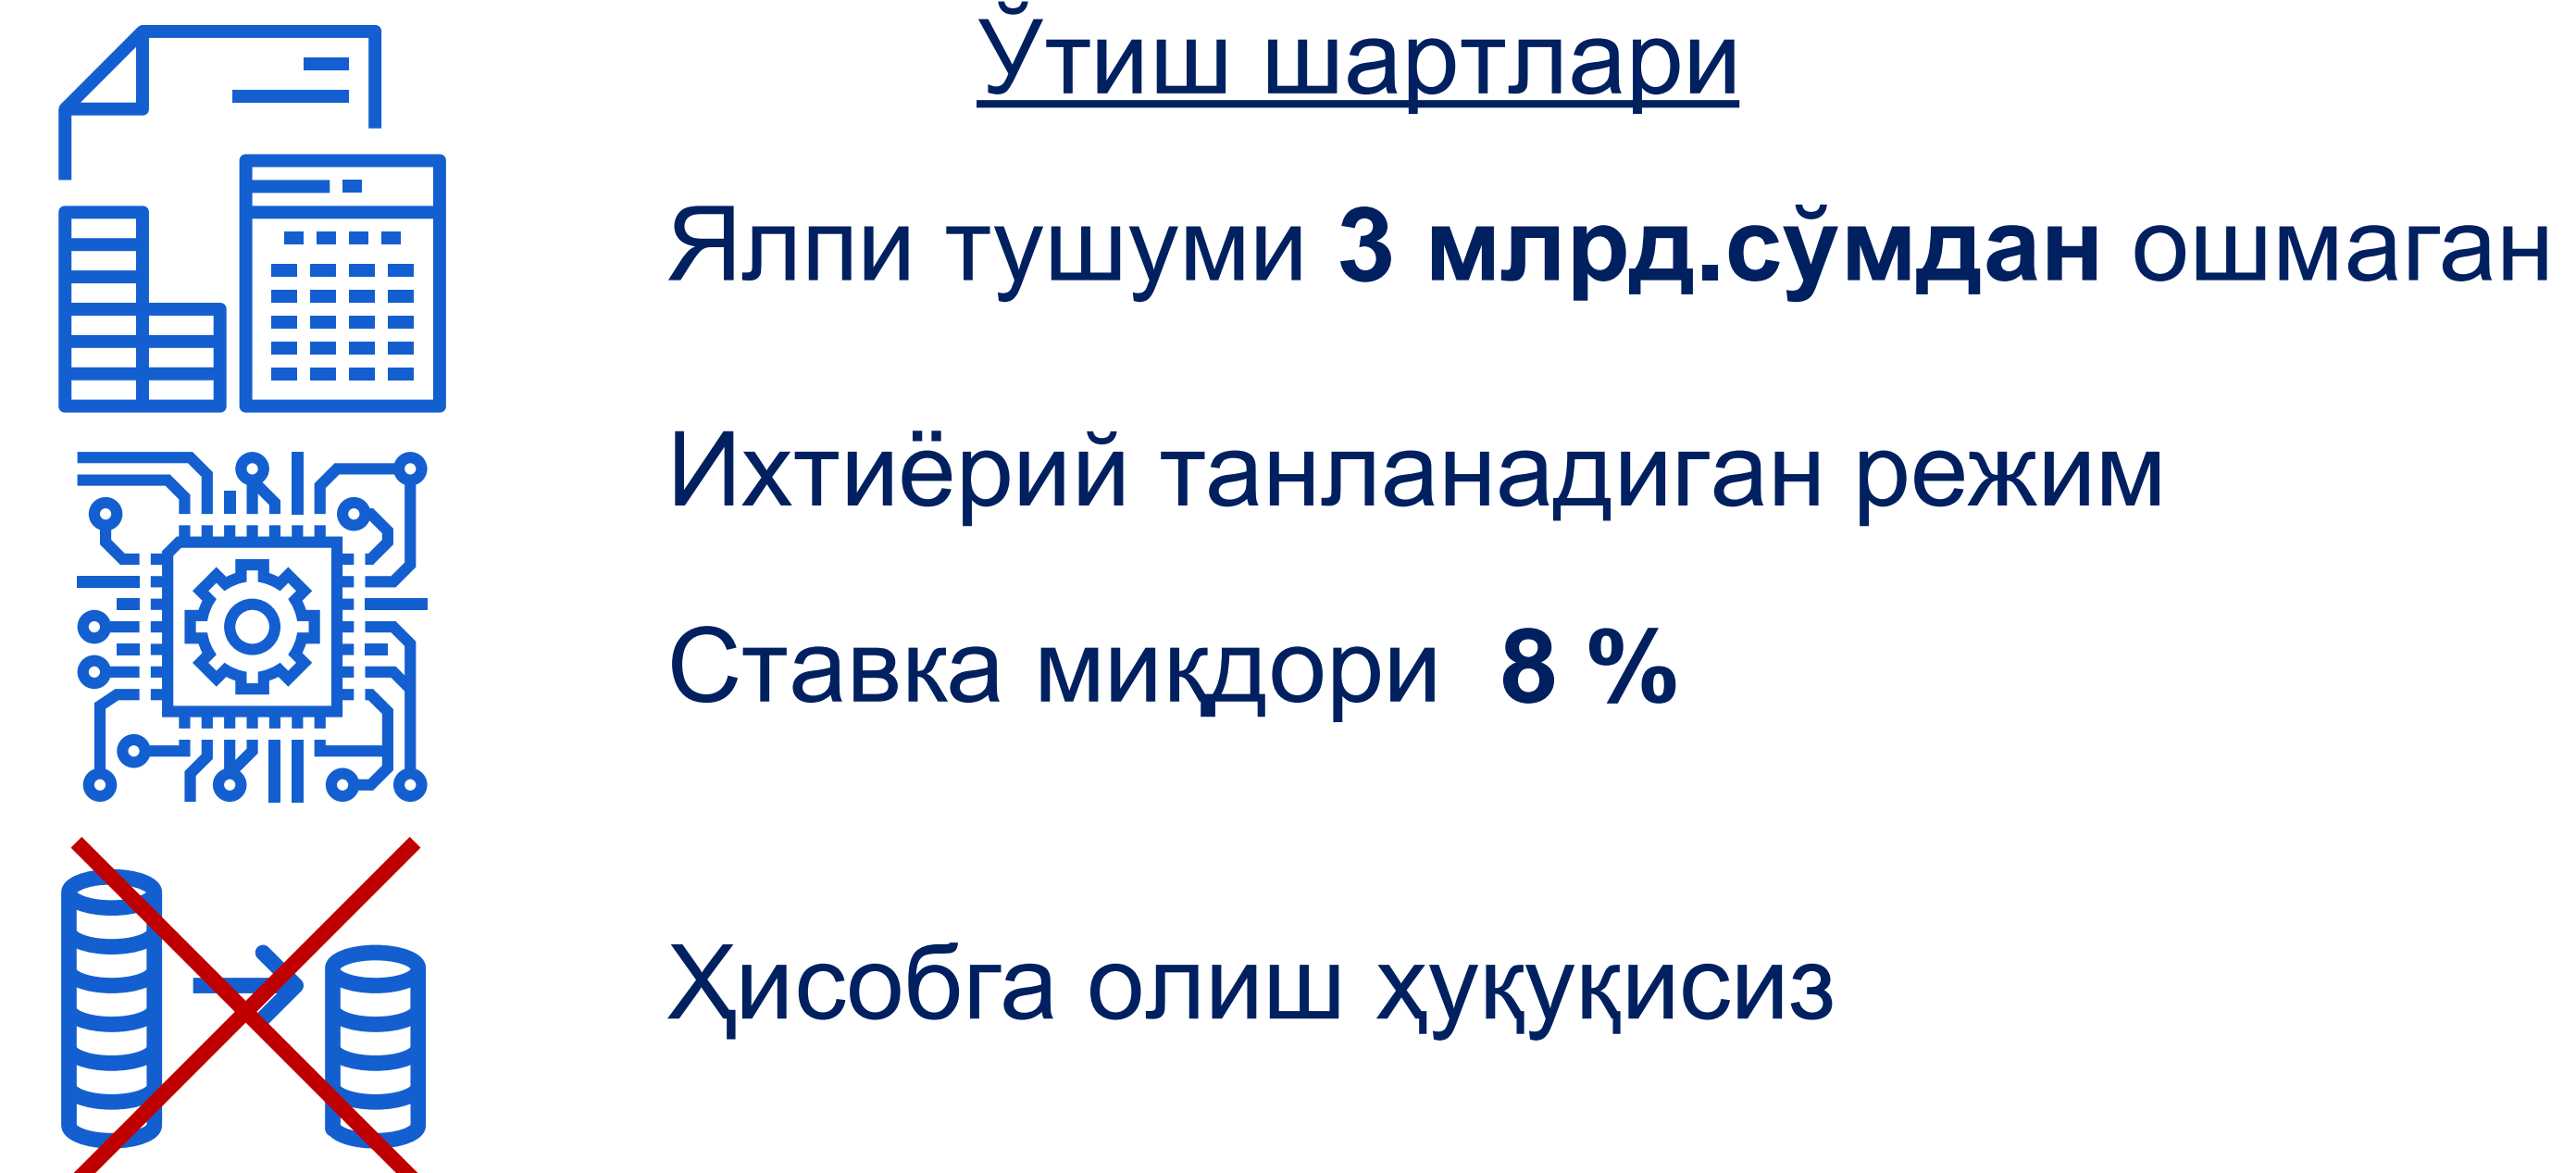 Ўтиш шартлари
Ялпи тушуми 3 млрд.сўмдан ошмаган
Ихтиёрий танланадиган режим
Ставка миқдори 8 %
Ҳисобга олиш ҳуқуқисиз